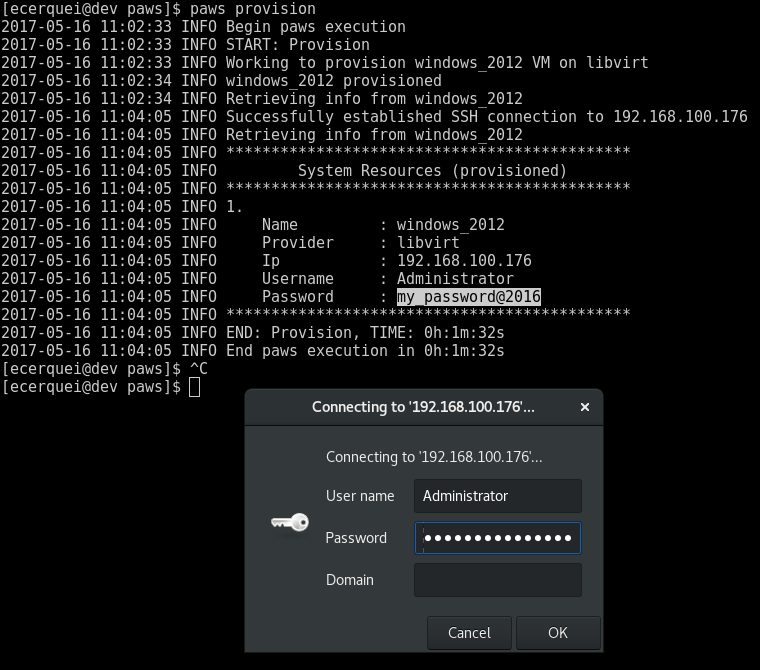 [ecerquei@dev paws]$ paws provision
2017-05-16 11:02:33 INFO Begin paws execution
2017-05-16 11:02:33 INFO START: Provision
2017-05-16 11:02:33 INFO Working to provision windows_2012 VM on libvirt
2017-05-16 11:02:34 INFO windows_2012 provisioned
2017-05-16 11:02:34 INFO Retrieving info from windows_2012
2017-05-16 11:04:05 INFO Successfully established SSH connection to 192.168.100.176
2017-05-16 11:04:05 INFO Retrieving info from windows_2012
2017-05-16 11:04:05 INFO *********************************************
2017-05-16 11:04:05 INFO         System Resources (provisioned)
2017-05-16 11:04:05 INFO *********************************************
2017-05-16 11:04:05 INFO 1.
2017-05-16 11:04:05 INFO     Name         : windows_2012
2017-05-16 11:04:05 INFO     Provider     : libvirt
2017-05-16 11:04:05 INFO     Ip           : 192.168.100.176
2017-05-16 11:04:05 INFO     Username     : Administrator
2017-05-16 11:04:05 INFO     Password     : my_password@2016
2017-05-16 11:04:05 INFO *********************************************
2017-05-16 11:04:05 INFO END: Provision, TIME: 0h:1m:32s
2017-05-16 11:04:05 INFO End paws execution in 0h:1m:32s
[ecerquei@dev paws]$ ^C
[ecerquei@dev paws]$
Connecting to '192.168.100.176'...
Connecting to '192.168.100.176'...
User name Administrator
Password ●●●●●●●●●●●●●●●
Domain
Cancel OK